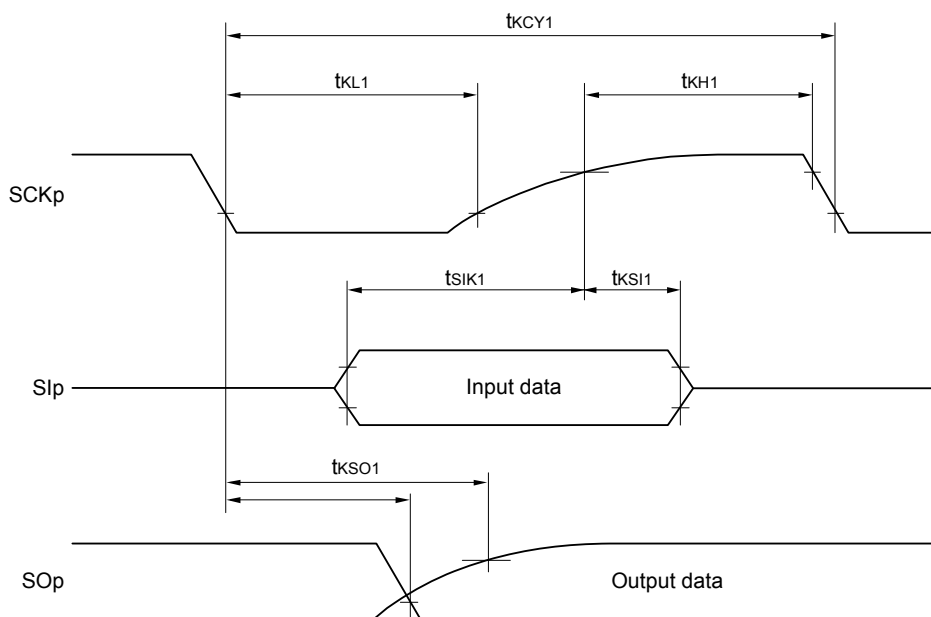 tKCY1
tKL1
tKH1
SCKp
tSIK1
tKSI1
SIp
Input data
tKSO1
SOp
Output data